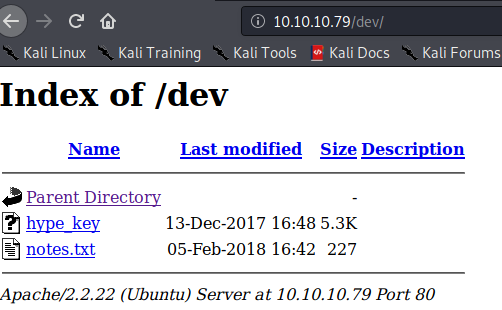 10.10.10.79/dev/
Kali Linux Kali Training Kali Tools Kali Docs Kali Forums
Index of /dev
Name Last modified Size Description
Parent Directory -
hype_key 13-Dec-2017 16:48 5.3K
notes.txt 05-Feb-2018 16:42 227
Apache/2.2.22 (Ubuntu) Server at 10.10.10.79 Port 80